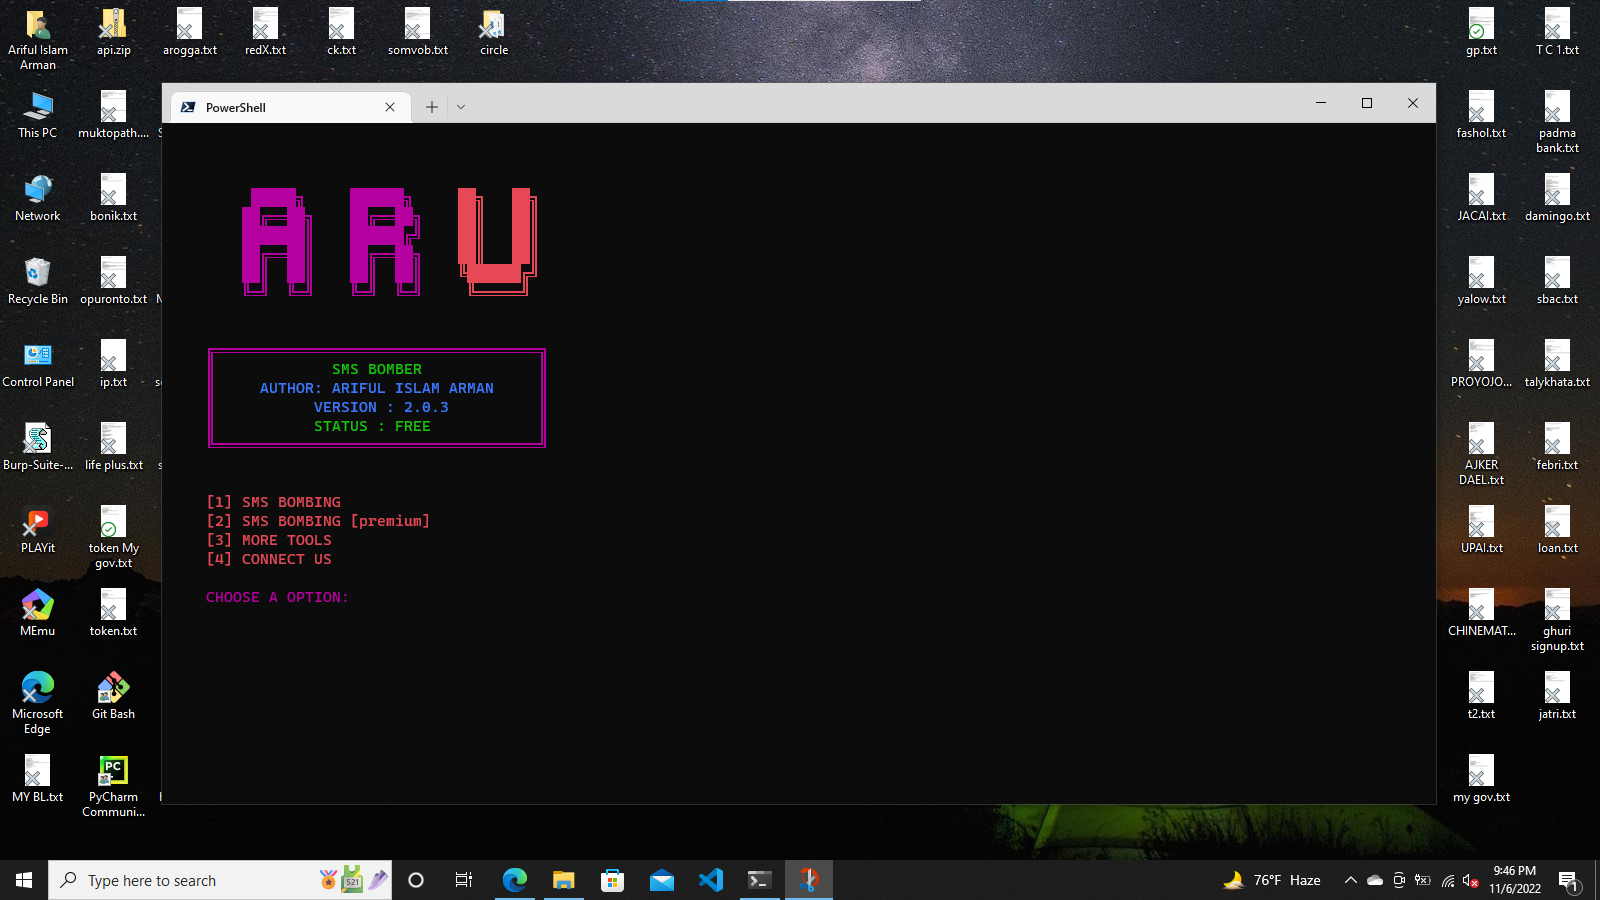 Ariful Islam
Arman
api.zip
arogga.txt
redX.txt
ck.txt
somvob.txt
circle
gp.txt
T C 1.txt
PowerShell
This PC
muktopath....
fashol.txt
padma
bank.txt
ARU
Network
bonik.txt
JACAI.txt
damingo.txt
Recycle Bin
opuronto.txt
yalow.txt
sbac.txt
SMS BOMBER
AUTHOR: ARIFUL ISLAM ARMAN
VERSION : 2.0.3
STATUS : FREE
Control Panel
ip.txt
PROYOJO...
talykhata.txt
Burp-Suite-...
life plus.txt
AJKER
DAEL.txt
febri.txt
[1] SMS BOMBING
[2] SMS BOMBING [premium]
[3] MORE TOOLS
[4] CONNECT US
CHOOSE A OPTION:
PLAYit
token My
gov.txt
UPAI.txt
loan.txt
MEmu
token.txt
CHINEMAT...
ghuri
signup.txt
Microsoft
Edge
Git Bash
t2.txt
jatri.txt
MY BL.txt
PyCharm
Communi...
my gov.txt
Type here to search
521
76°F Haze
9:46 PM
11/6/2022
1